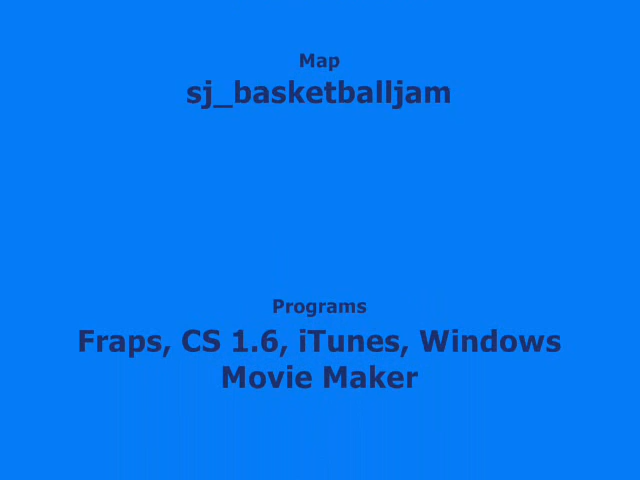 Map
sj_basketballjam
Programs
Fraps, CS 1.6, iTunes, Windows
Movie Maker